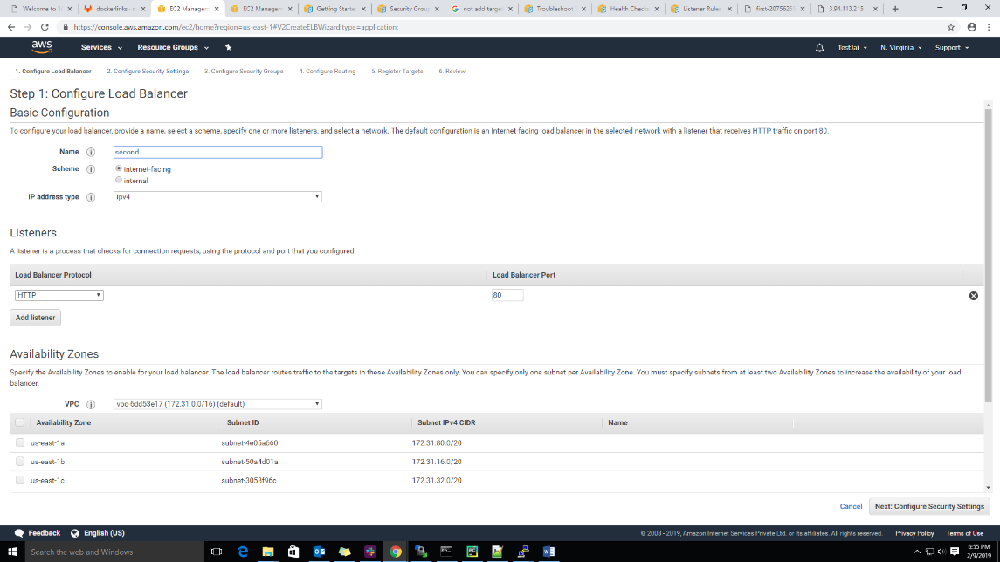 Welcome to S
dockerlinks - n
EC2 Managem
EC2 Managem
Getting Starte
Security Group
not add target
Troubleshoot
Health Checks
Listener Rules
first-20756255
3.94.113.215
https://console.aws.amazon.com/ec2/home?region=us-east-1#V2CreateELBWizard:type=application:
aws Services Resource Groups TestJai N. Virginia Support
1. Configure Load Balancer 2. Configure Security Settings 3. Configure Security Groups 4. Configure Routing 5. Register Targets 6. Review
Step 1: Configure Load Balancer
Basic Configuration
To configure your load balancer, provide a name, select a scheme, specify one or more listeners, and select a network. The default configuration is an Internet-facing load balancer in the selected network with a listener that receives HTTP traffic on port 80.
Name i second
Scheme i internet-facing
internal
IP address type i ipv4
Listeners
A listener is a process that checks for connection requests, using the protocol and port that you configured.
Load Balancer Protocol Load Balancer Port
HTTP 80
Add listener
Availability Zones
Specify the Availability Zones to enable for your load balancer. The load balancer routes traffic to the targets in these Availability Zones only. You can specify only one subnet per Availability Zone. You must specify subnets from at least two Availability Zones to increase the availability of your load
balancer.
VPC i vpc-6dd53e17 (172.31.0.0/16) (default)
Availability Zone Subnet ID Subnet IPv4 CIDR Name
us-east-1a subnet-4e05a660 172.31.80.0/20
us-east-1b subnet-50a4d01a 172.31.16.0/20
us-east-1c subnet-3058f96c 172.31.32.0/20
Cancel Next: Configure Security Settings
Feedback English (US) © 2008 - 2019, Amazon Internet Services Private Ltd. or its affiliates. All rights reserved. Privacy Policy Terms of Use
Search the web and Windows
6:55 PM
2/9/2019